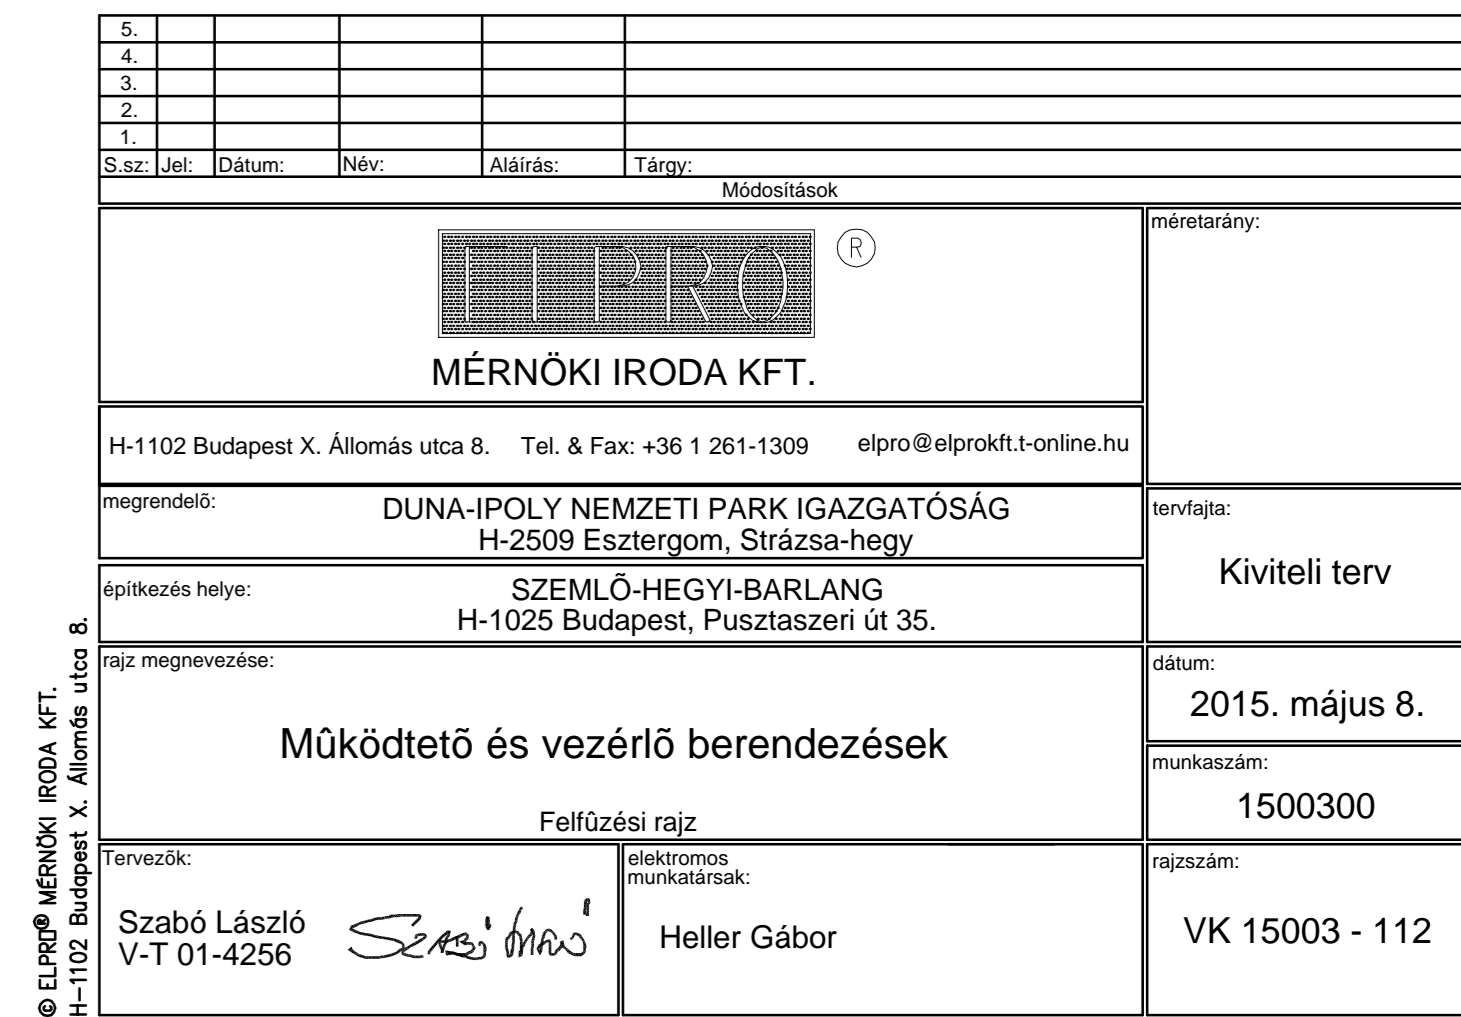 5.
4.
3.
2.
1.
S.sz: Jel: Dátum: Név: Aláírás: Tárgy:
Módosítások
ELPRO ®
MÉRNÖKI IRODA KFT.
méretarány:
H-1102 Budapest X. Állomás utca 8. Tel. & Fax: +36 1 261-1309 elpro@elprokft.t-online.hu
megrendelõ:
DUNA-IPOLY NEMZETI PARK IGAZGATÓSÁG
H-2509 Esztergom, Strázsa-hegy
tervfajta:
Kiviteli terv
építkezés helye:
SZEMLÕ-HEGYI-BARLANG
H-1025 Budapest, Pusztaszeri út 35.
rajz megnevezése:
Mûködtetõ és vezérlõ berendezések
Felfûzési rajz
dátum:
2015. május 8.
munkaszám:
1500300
Tervezõk:
Szabó László
V-T 01-4256
Szabó László
elektromos
munkatársak:
Heller Gábor
rajzszám:
VK 15003 - 112
© ELPRO® MÉRNÖKI IRODA KFT.
H-1102 Budapest X. Állomás utca 8.